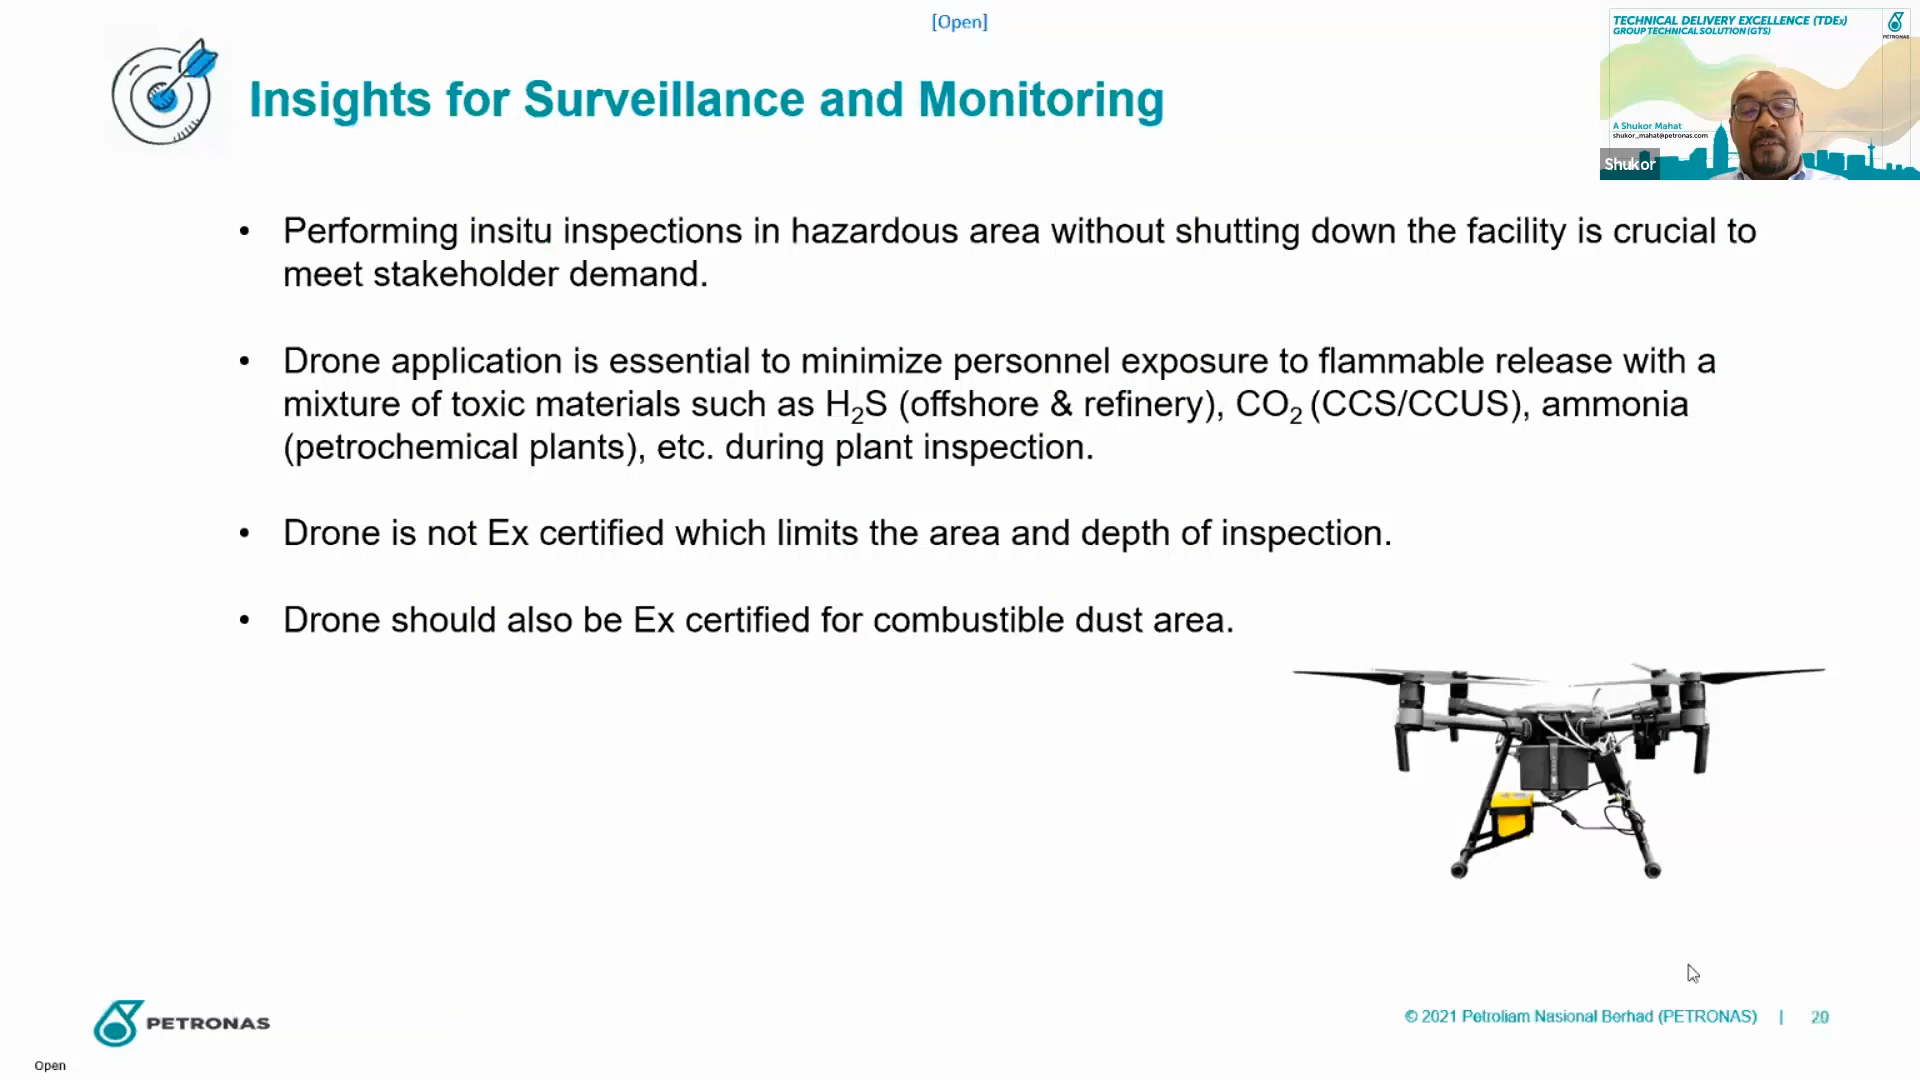 [Open]
TECHNICAL DELIVERY EXCELLENCE (TDEx)
GROUP TECHNICAL SOLUTION (GTS)
PETRONAS
A Shukor Mahat
shukor_mahat@petronas.com
Shukor
Insights for Surveillance and Monitoring
• Performing insitu inspections in hazardous area without shutting down the facility is crucial to
meet stakeholder demand.
• Drone application is essential to minimize personnel exposure to flammable release with a
mixture of toxic materials such as H₂S (offshore & refinery), CO₂ (CCS/CCUS), ammonia
(petrochemical plants), etc. during plant inspection.
• Drone is not Ex certified which limits the area and depth of inspection.
• Drone should also be Ex certified for combustible dust area.
PETRONAS
© 2021 Petroliam Nasional Berhad (PETRONAS) | 20
Open